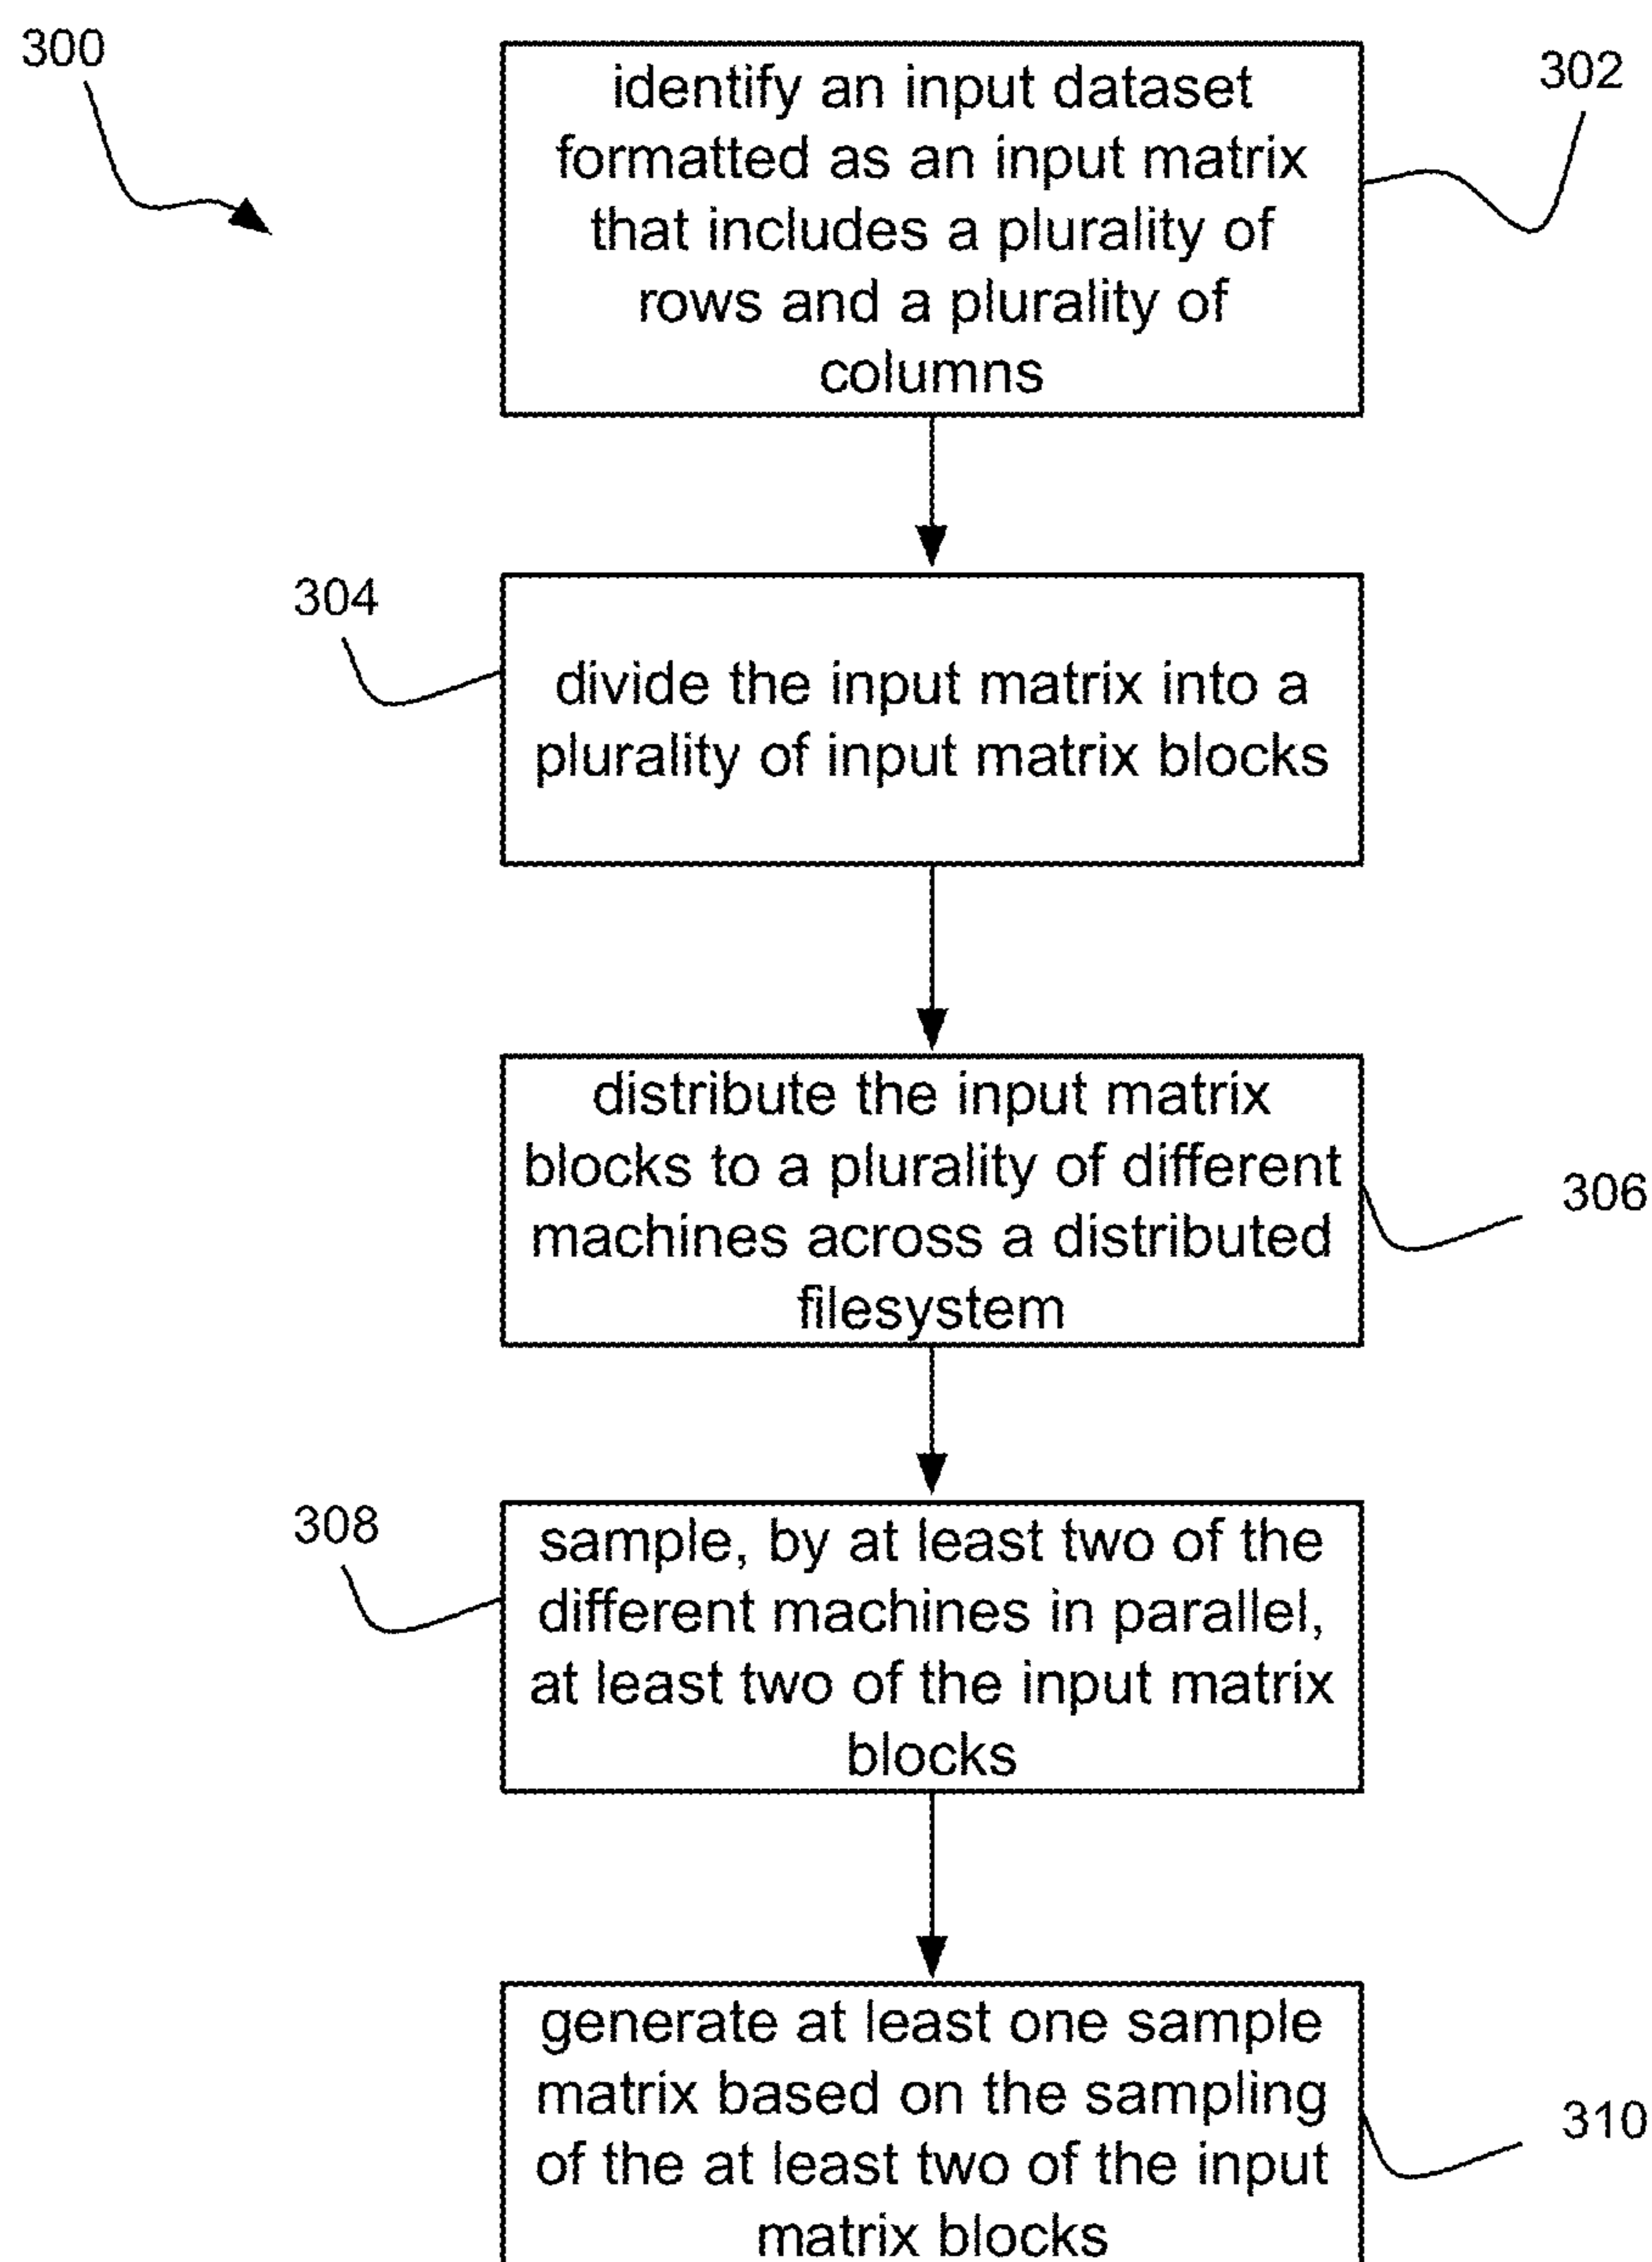 300
302
identify an input dataset
formatted as an input matrix
that includes a plurality of
rows and a plurality of
columns
304
divide the input matrix into a
plurality of input matrix blocks
distribute the input matrix
blocks to a plurality of different
machines across a distributed
filesystem
306
308
sample, by at least two of the
different machines in parallel,
at least two of the input matrix
blocks
generate at least one sample
matrix based on the sampling
of the at least two of the input
matrix blocks
310